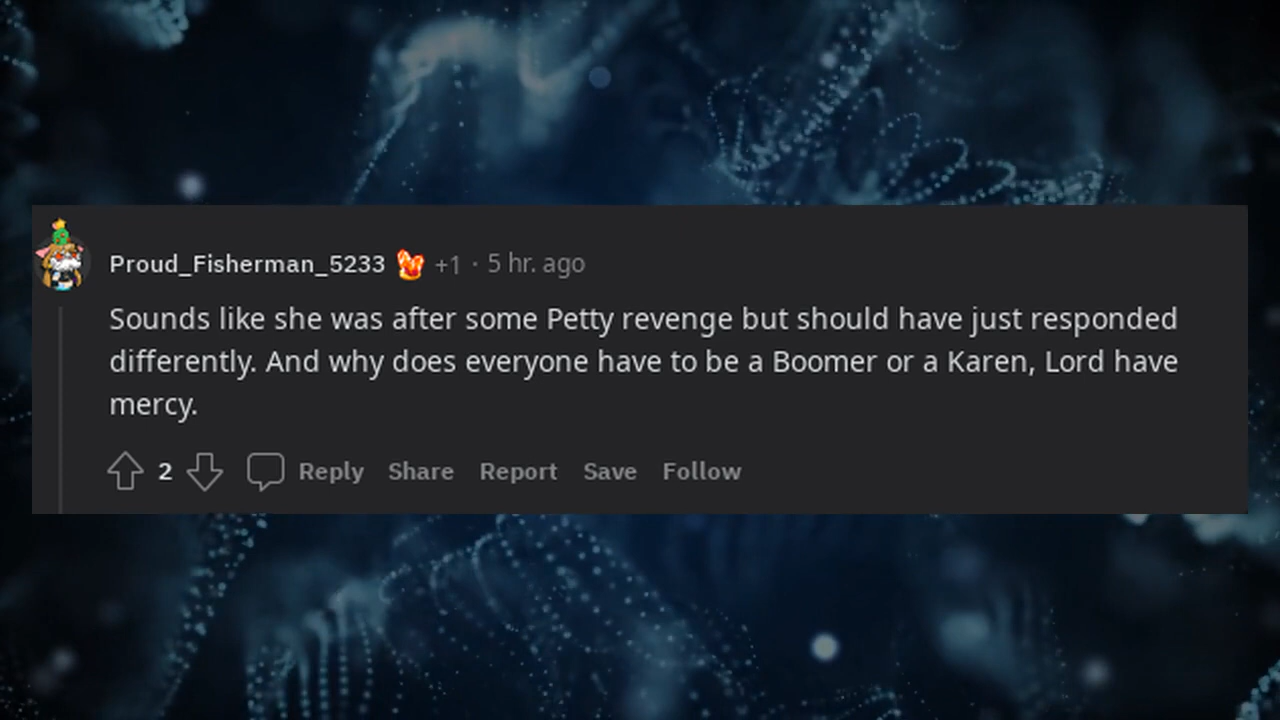 Proud_Fisherman_5233 +1 · 5 hr. ago
Sounds like she was after some Petty revenge but should have just responded
differently. And why does everyone have to be a Boomer or a Karen, Lord have
mercy.
2 Reply Share Report Save Follow